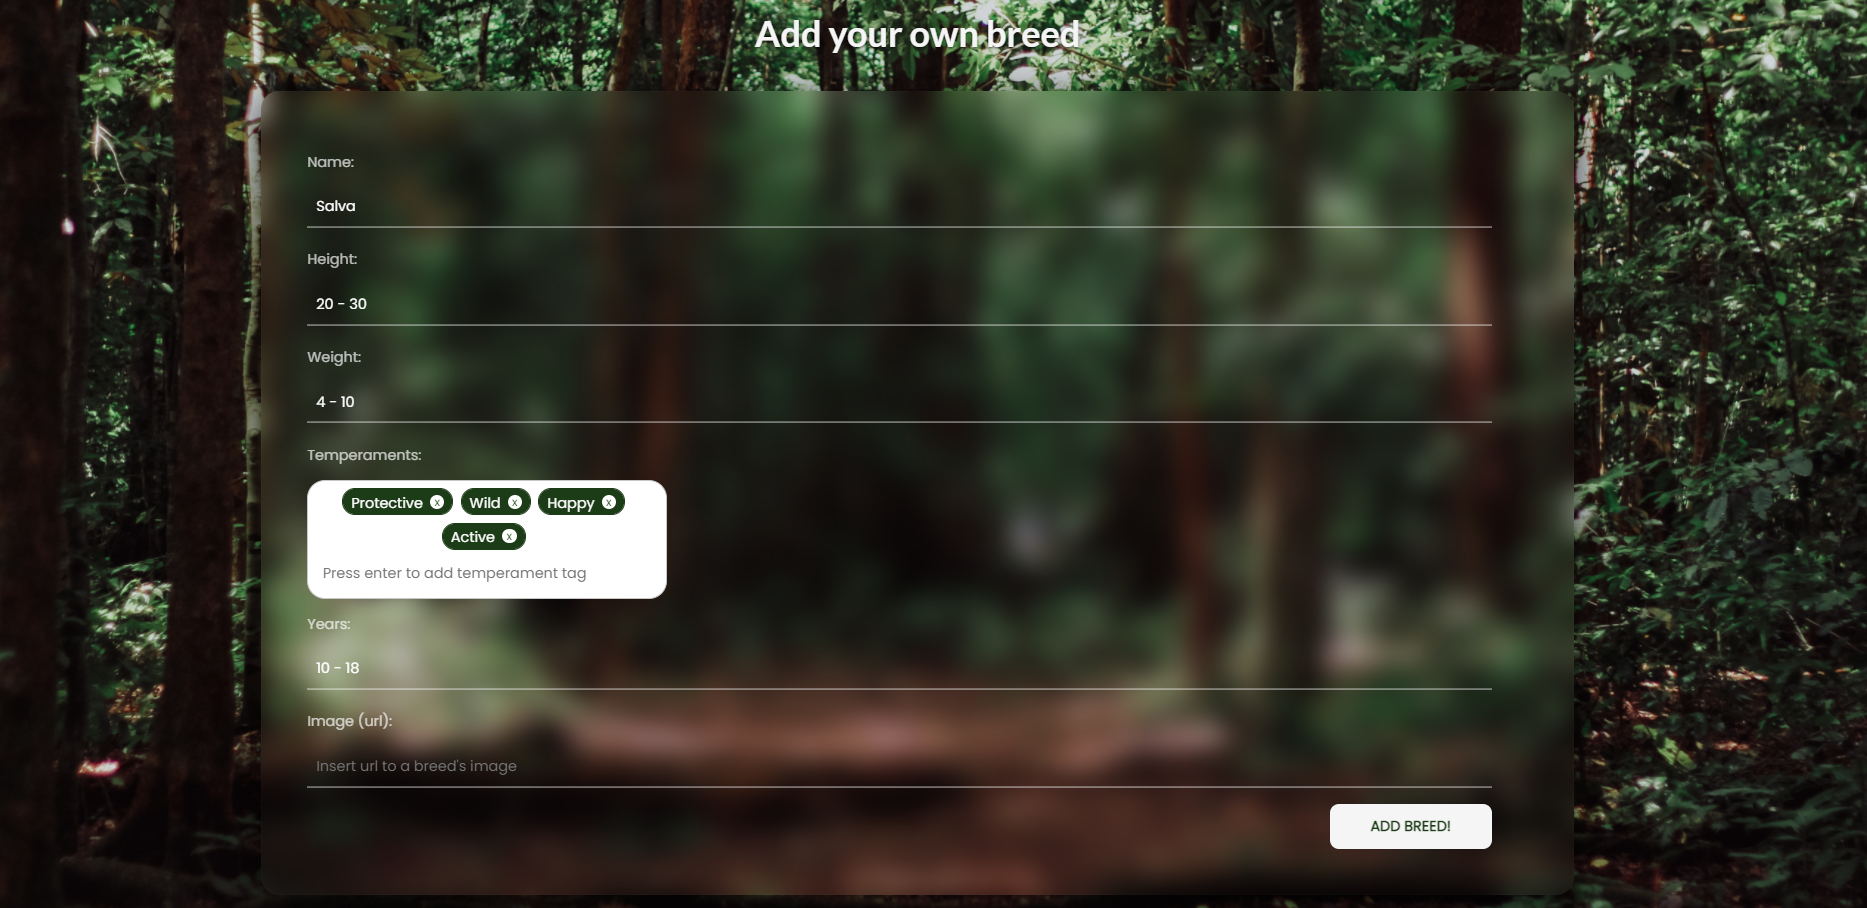 Add your own breed
Name:
Salva
Height:
20 - 30
Weight:
4 - 10
Temperaments:
Protective x Wild x Happy x
Active x
Press enter to add temperament tag
Years:
10 - 18
Image (url):
Insert url to a breed's image
ADD BREED!